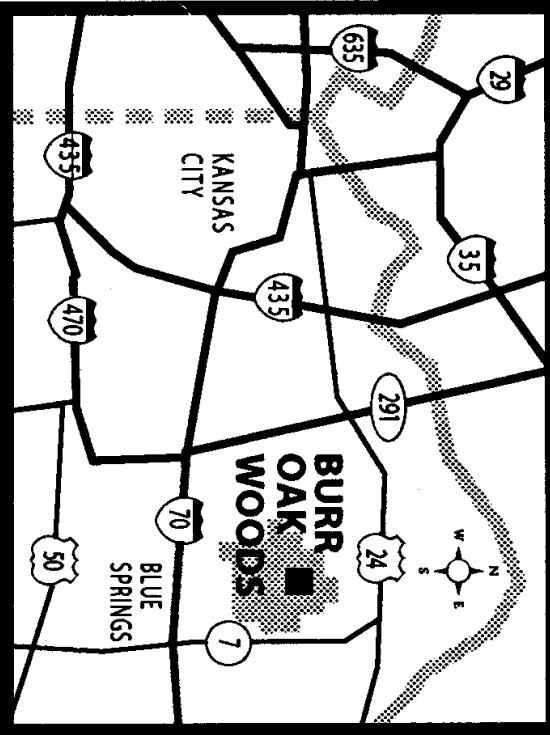 29
635
35
435
KANSAS
CITY
435
291
470
BURR
OAK
WOODS
70
24
50
BLUE
SPRINGS
7
N
W
E
S